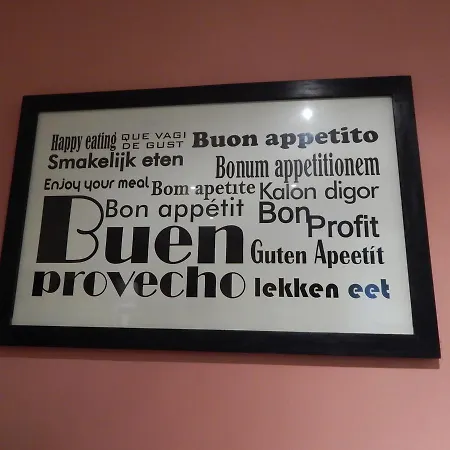 Happy eating
QUE VAGI
DE GUST
Buon appetito
Smakelijk eten
Bonum appetitionem
Enjoy your meal
Bom apetite
Kalon digor
Bon appétit
Bon
Profit
Buen
provecho
Guten Apeetít
lekken eet